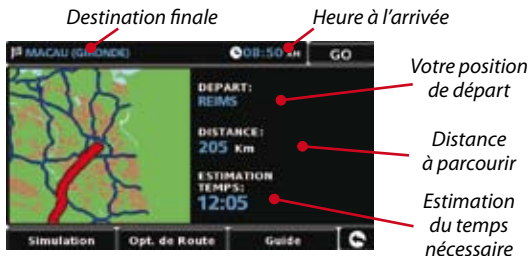 Destination finale
Heure à l'arrivée
MACAU (GIRONDE)
08:50
GO
Votre position
de départ
DEPART:
REIMS
DISTANCE:
205 Km
Distance
à parcourir
ESTIMATION
TEMPS:
12:05
Estimation
du temps
nécessaire
Simulation
Opt. de Route
Guide